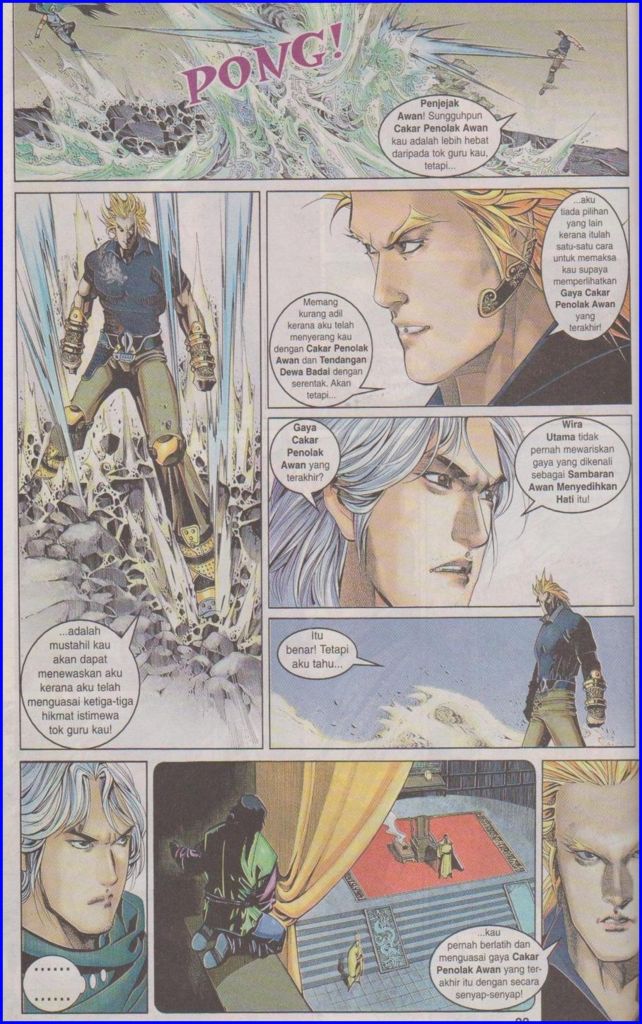 PONG!
Penjejak
Awan! Sungguhpun
Cakar Penolak Awan
kau adalah lebih hebat
daripada tok guru kau,
tetapi...
...adalah
mustahil kau
akan dapat
menewaskan aku
kerana aku telah
menguasai ketiga-tiga
hikmat istimewa
tok guru kau!
...aku
tiada pilihan
yang lain
kerana itulah
satu-satu cara
untuk memaksa
kau supaya
memperlihatkan
Gaya Cakar
Penolak Awan
yang
terakhir!
Memang
kurang adil
kerana aku telah
menyerang kau
dengan Cakar Penolak
Awan dan Tendangan
Dewa Badai dengan
serentak. Akan
tetapi...
Gaya
Cakar
Penolak
Awan yang
terakhir?
Wira
Utama tidak
pernah mewariskan
gaya yang dikenali
sebagai Sambaran
Awan Menyedihkan
Hati itu!
Itu
benar! Tetapi
aku tahu...
......
......
...kau
pernah berlatih dan
menguasai gaya Cakar
Penolak Awan yang ter-
akhir itu dengan secara
senyap-senyap!